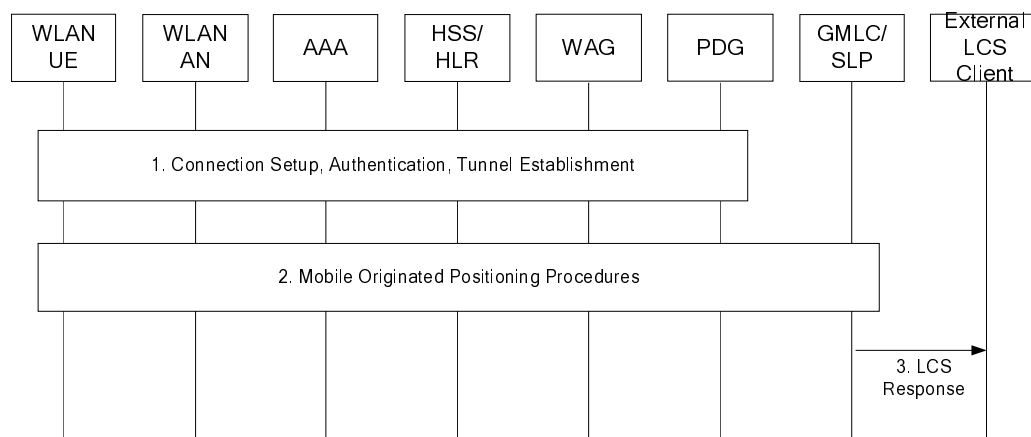 WLAN
UE
WLAN
AN
AAA
HSS/
HLR
WAG
PDG
GMLC/
SLP
External
LCS
Client
1. Connection Setup, Authentication, Tunnel Establishment
2. Mobile Originated Positioning Procedures
3. LCS
Response